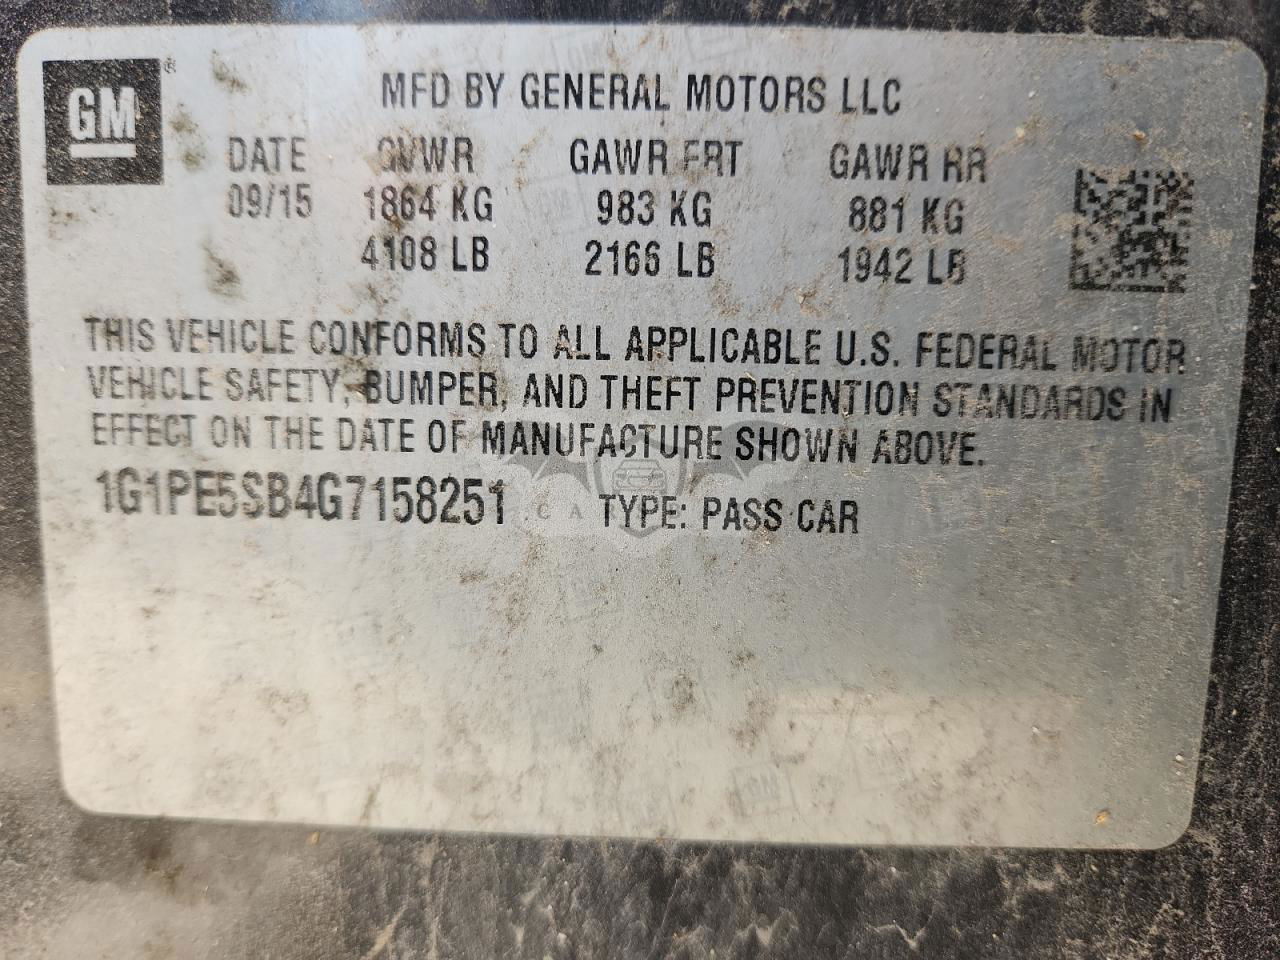 GM
MFD BY GENERAL MOTORS LLC
DATE GVWR GAWR FRT GAWR RR
09/15 1864 KG 983 KG 881 KG
4108 LB 2166 LB 1942 LB
THIS VEHICLE CONFORMS TO ALL APPLICABLE U.S. FEDERAL MOTOR
VEHICLE SAFETY, BUMPER, AND THEFT PREVENTION STANDARDS IN
EFFECT ON THE DATE OF MANUFACTURE SHOWN ABOVE.
1G1PE5SB4G7158251 TYPE: PASS CAR